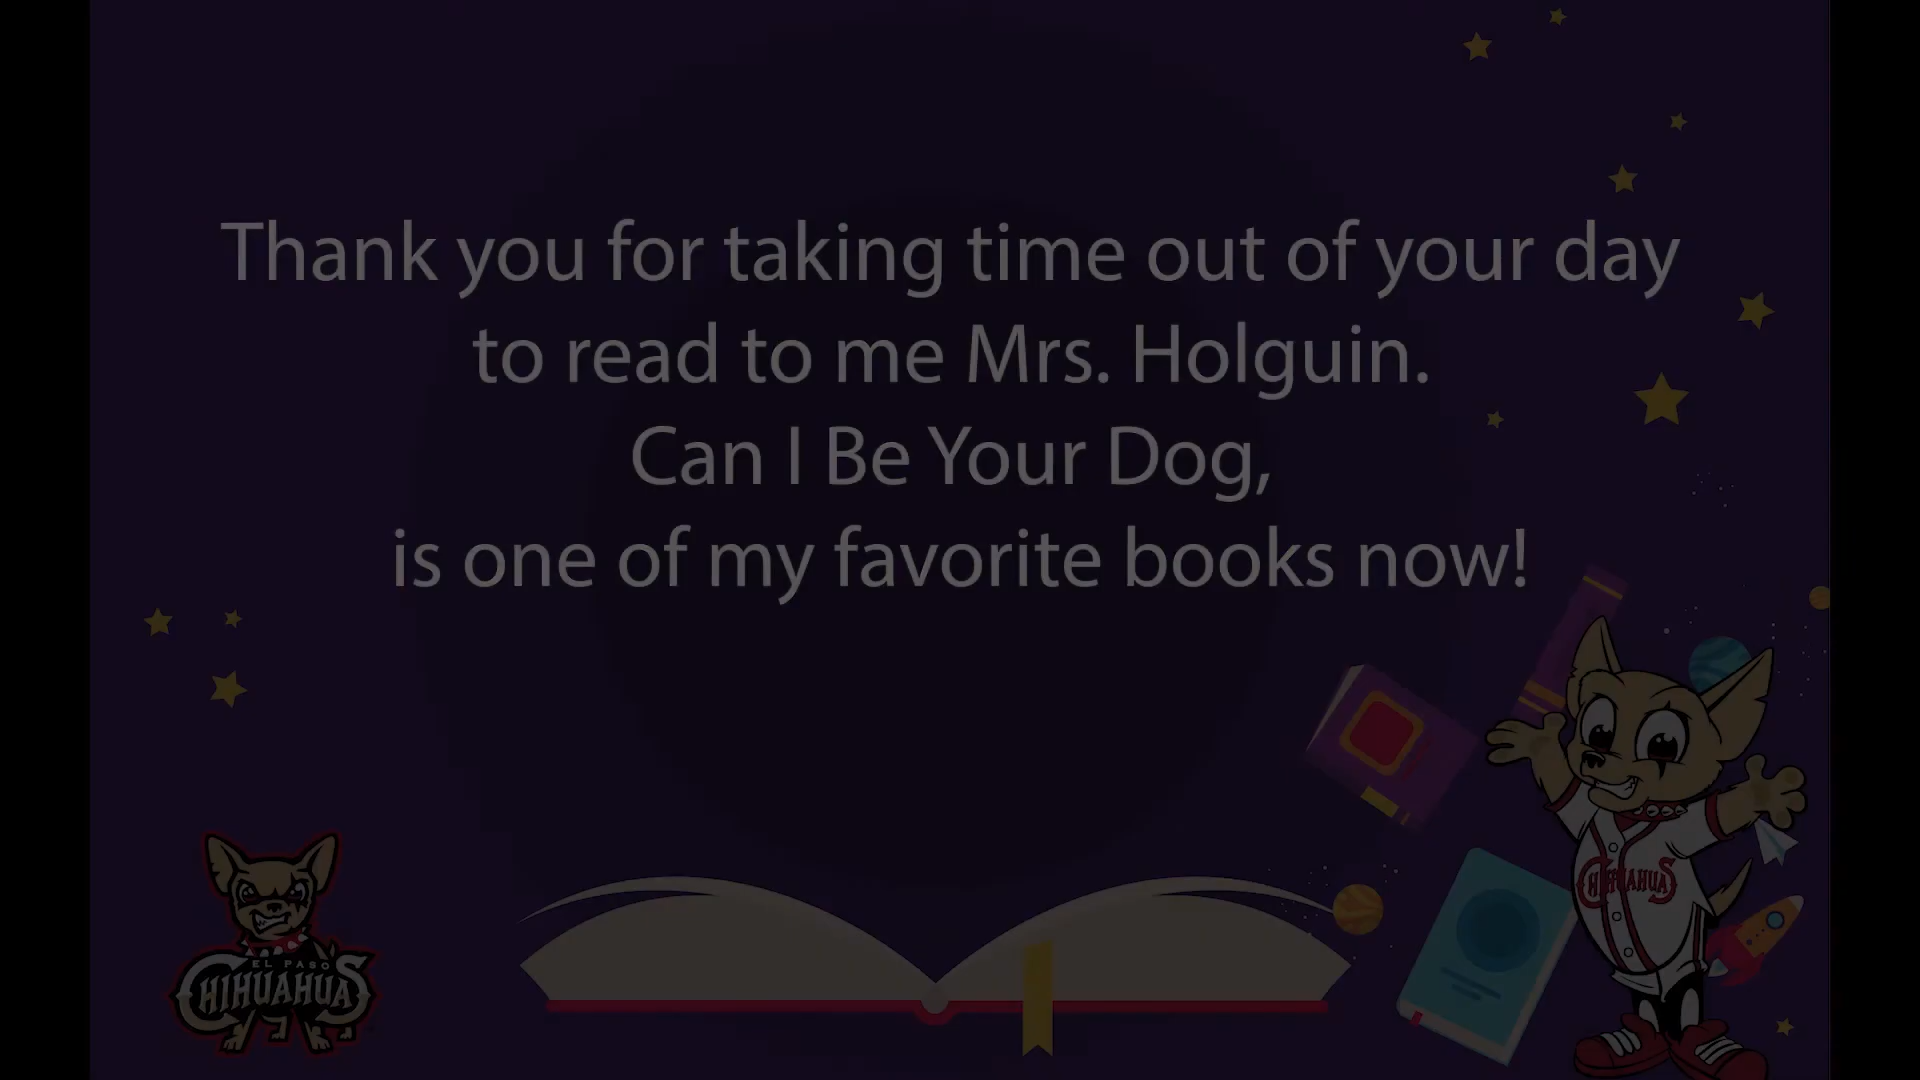 Thank you for taking time out of your day
to read to me Mrs. Holguin.
Can I Be Your Dog,
is one of my favorite books now!
CHIHUAHUAS
EL PASO
CHIHUAHUAS